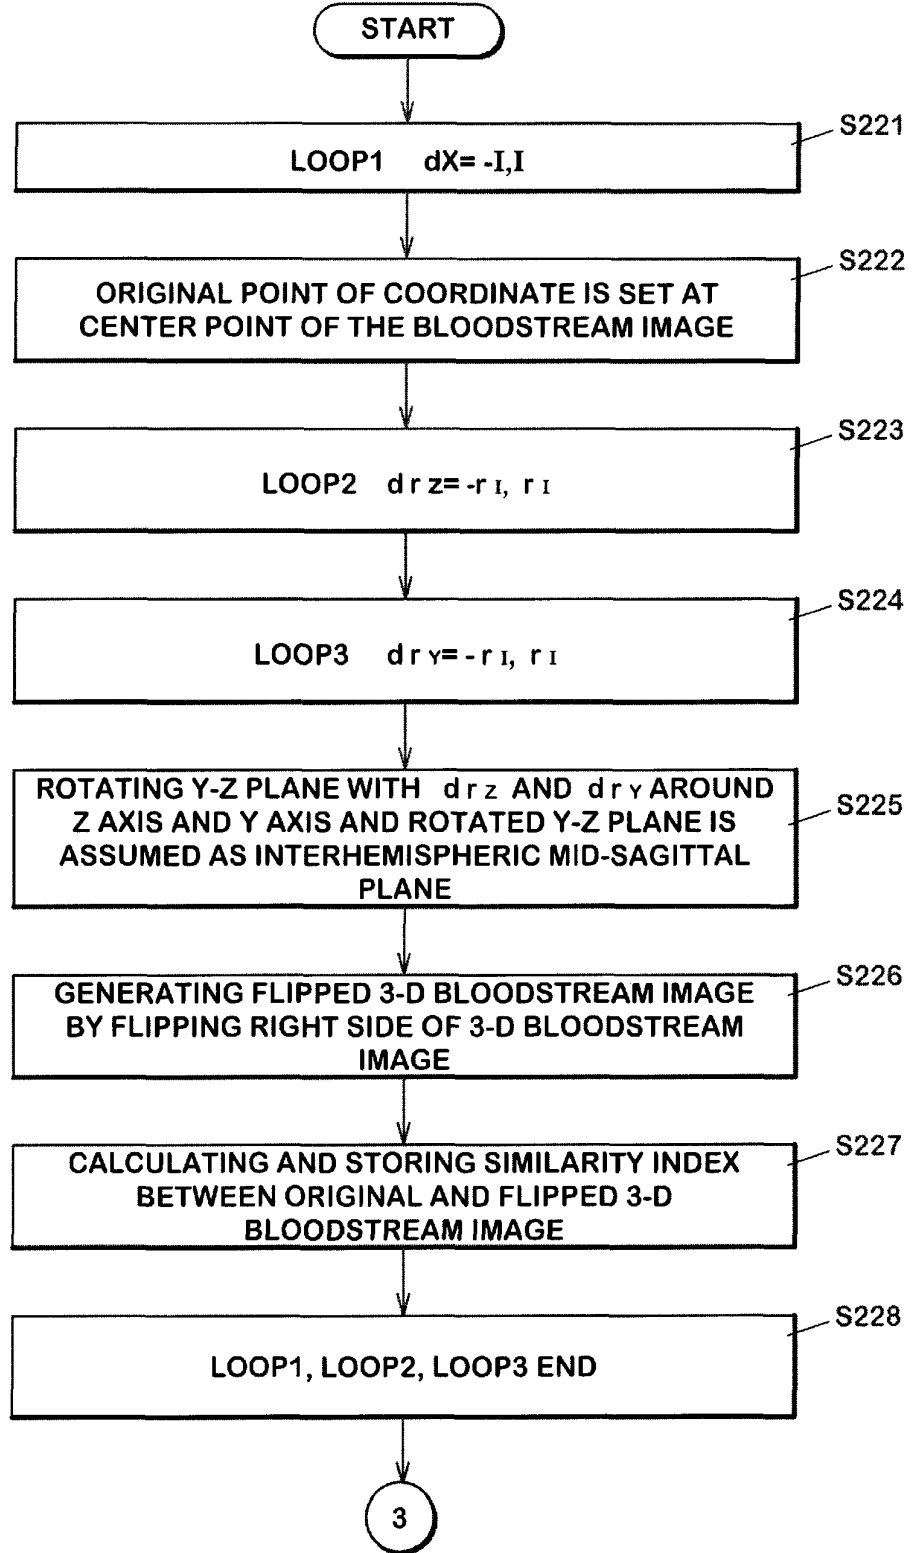 START
S221
LOOP1 dX= -I,I
S222
ORIGINAL POINT OF COORDINATE IS SET AT
CENTER POINT OF THE BLOODSTREAM IMAGE
S223
LOOP2 drZ= -rI, rI
S224
LOOP3 drY= -rI, rI
S225
ROTATING Y-Z PLANE WITH drZ AND drY AROUND
Z AXIS AND Y AXIS AND ROTATED Y-Z PLANE IS
ASSUMED AS INTERHEMISPHERIC MID-SAGITTAL
PLANE
S226
GENERATING FLIPPED 3-D BLOODSTREAM IMAGE
BY FLIPPING RIGHT SIDE OF 3-D BLOODSTREAM
IMAGE
S227
CALCULATING AND STORING SIMILARITY INDEX
BETWEEN ORIGINAL AND FLIPPED 3-D
BLOODSTREAM IMAGE
S228
LOOP1, LOOP2, LOOP3 END
3